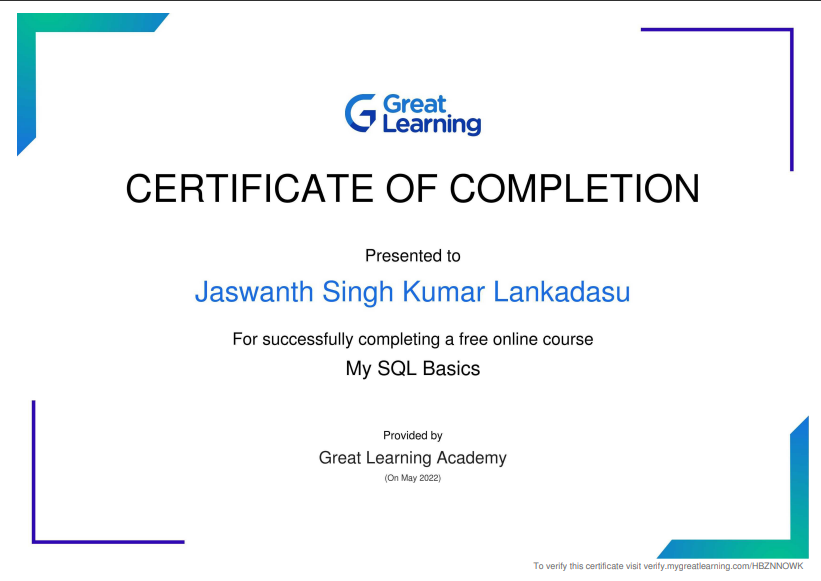 Great
Learning
CERTIFICATE OF COMPLETION
Presented to
Jaswanth Singh Kumar Lankadasu
For successfully completing a free online course
My SQL Basics
Provided by
Great Learning Academy
(On May 2022)
To verify this certificate visit verify.mygreatlearning.com/HBZNNOWK